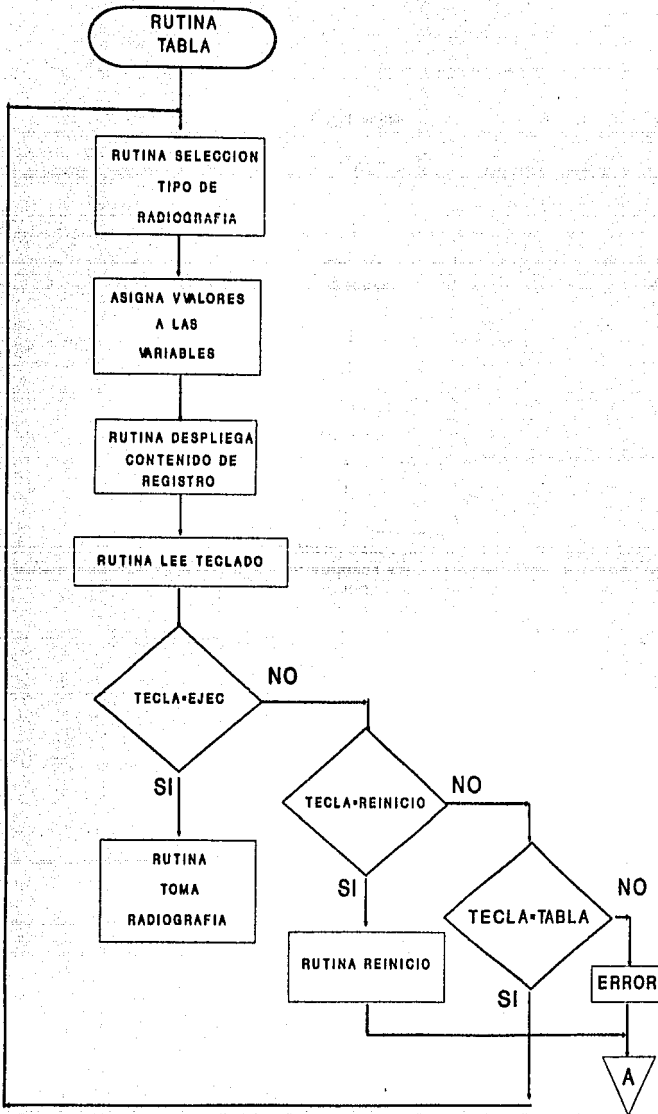 RUTINA
TABLA
RUTINA SELECCION
TIPO DE
RADIOGRAFIA
ASIGNA VVALORES
A LAS
VARIABLES
RUTINA DESPLIEGA
CONTENIDO DE
REGISTRO
RUTINA LEE TECLADO
TECLA=EJEC
NO
SI
RUTINA
TOMA
RADIOGRAFIA
TECLA=REINICIO
NO
SI
RUTINA REINICIO
TECLA=TABLA
NO
SI
ERROR
A